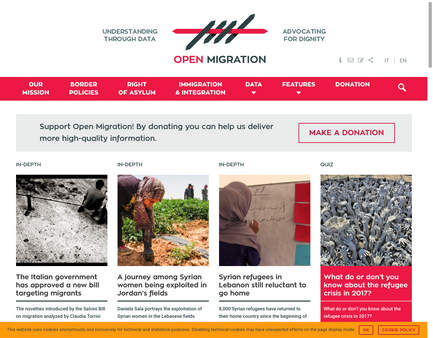 UNDERSTANDING
THROUGH DATA
ADVOCATING
FOR DIGNITY
OPEN MIGRATION
IT | EN
OUR
MISSION
BORDER
POLICIES
RIGHT
OF ASYLUM
IMMIGRATION
& INTEGRATION
DATA
FEATURES
DONATION
Support Open Migration! By donating you can help us deliver
more high-quality information.
MAKE A DONATION
IN-DEPTH
IN-DEPTH
IN-DEPTH
QUIZ
The Italian government
has approved a new bill
targeting migrants
The novelties introduced by the Salvini Bill
on migration analysed by Claudia Torrisi
A journey among Syrian
women being exploited in
Jordan's fields
Daniela Sala portrays the exploitation of
Syrian women in the Lebanese fields
Syrian refugees in
Lebanon still reluctant to
go home
8,000 Syrian refugees have returned to
their home country since the beginning of
What do or don't you
know about the refugee
crisis in 2017?
What do or don't you know about the
refugee crisis in 2017?
This website uses cookies anonymously and exclusively for technical and statistical purposes. Disabling technical cookies may have unexpected effects on the page display mode.
OK
COOKIE POLICY